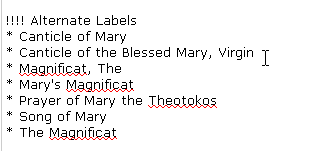 !!!! Alternate Labels
* Canticle of Mary
* Canticle of the Blessed Mary, Virgin
* Magnificat, The
* Mary's Magnificat
* Prayer of Mary the Theotokos
* Song of Mary
* The Magnificat